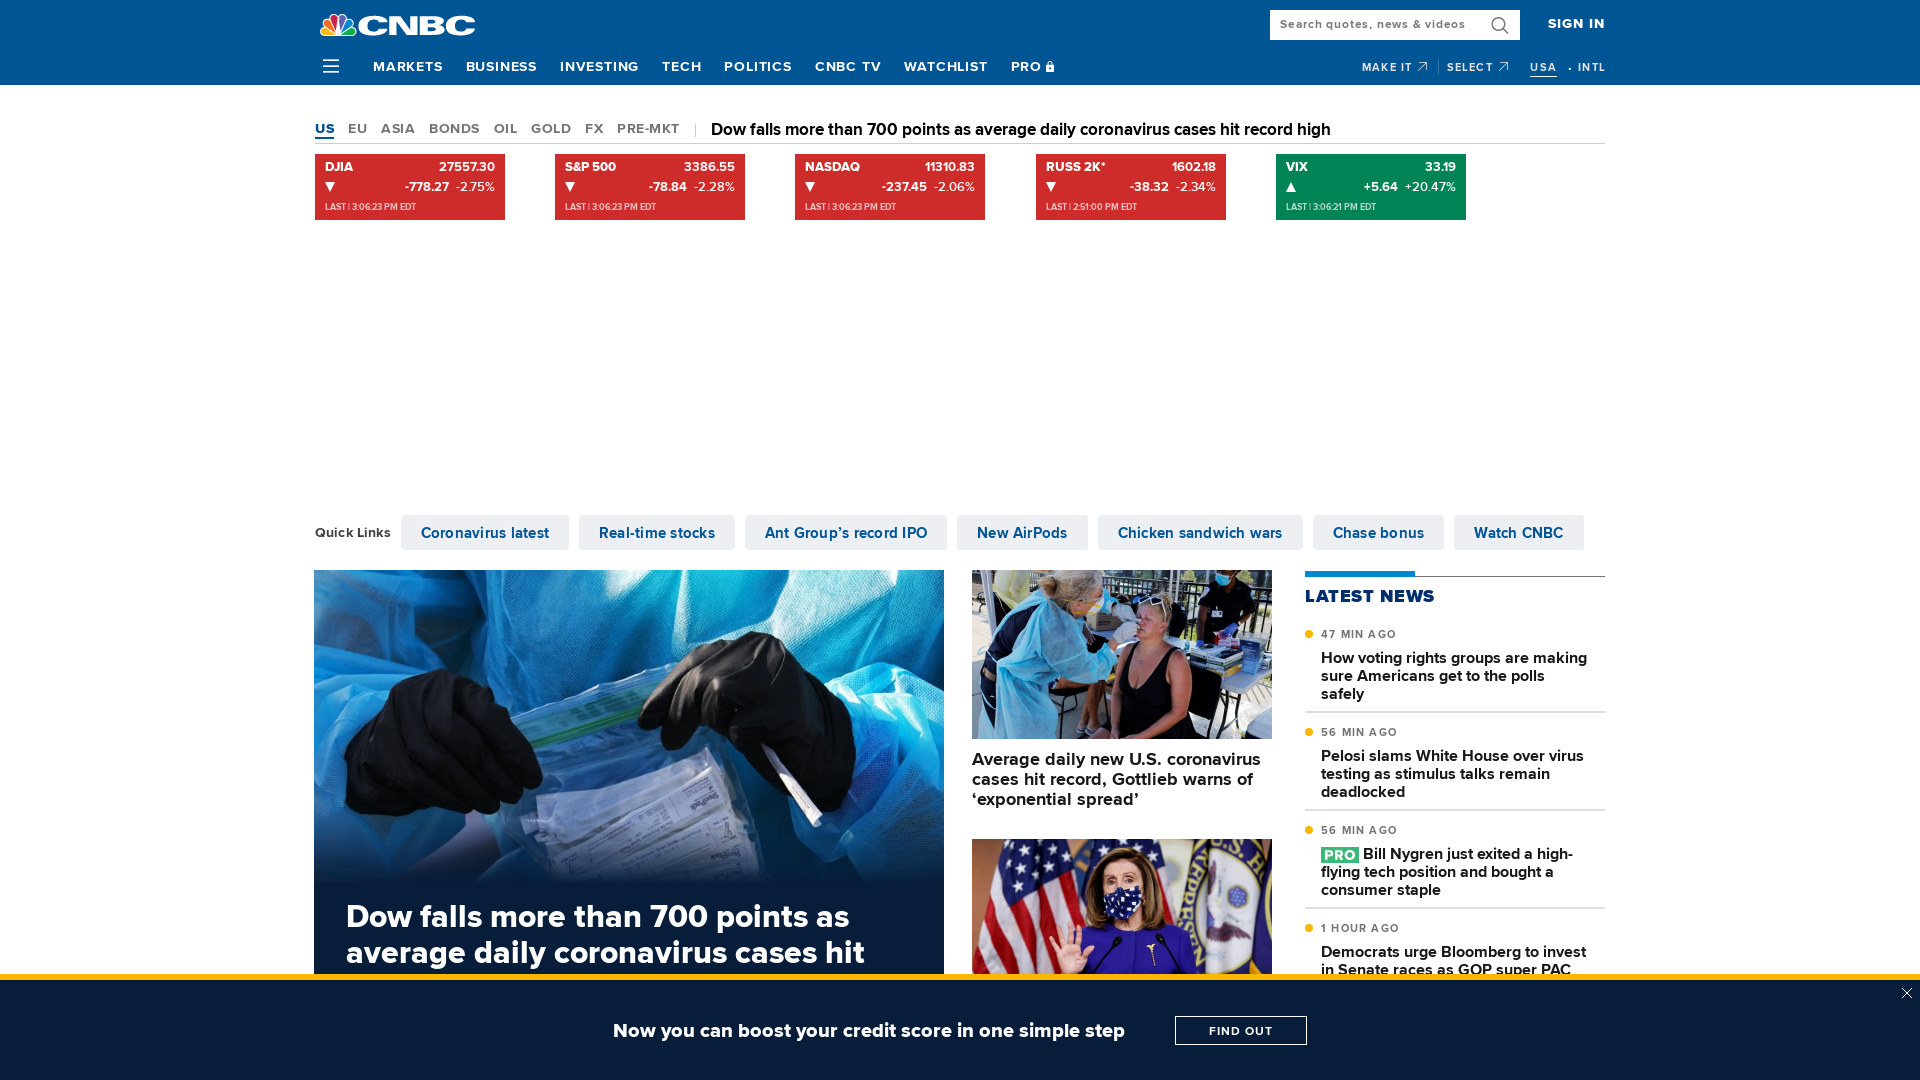 CNBC
Search quotes, news & videos
SIGN IN
MARKETS BUSINESS INVESTING TECH POLITICS CNBC TV WATCHLIST PRO
MAKE IT SELECT USA • INTL
US EU ASIA BONDS OIL GOLD FX PRE-MKT
Dow falls more than 700 points as average daily coronavirus cases hit record high
DJIA 27557.30
▼ -778.27 -2.75%
LAST | 3:06:23 PM EDT
S&P 500 3386.55
▼ -78.84 -2.28%
LAST | 3:06:23 PM EDT
NASDAQ 11310.83
▼ -237.45 -2.06%
LAST | 3:06:23 PM EDT
RUSS 2K* 1602.18
▼ -38.32 -2.34%
LAST | 2:51:00 PM EDT
VIX 33.19
▲ +5.64 +20.47%
LAST | 3:06:21 PM EDT
Quick Links
Coronavirus latest
Real-time stocks
Ant Group’s record IPO
New AirPods
Chicken sandwich wars
Chase bonus
Watch CNBC
Dow falls more than 700 points as
average daily coronavirus cases hit
Average daily new U.S. coronavirus
cases hit record, Gottlieb warns of
‘exponential spread’
LATEST NEWS
47 MIN AGO
How voting rights groups are making
sure Americans get to the polls
safely
56 MIN AGO
Pelosi slams White House over virus
testing as stimulus talks remain
deadlocked
56 MIN AGO
PRO Bill Nygren just exited a high-
flying tech position and bought a
consumer staple
1 HOUR AGO
Democrats urge Bloomberg to invest
in Senate races as GOP super PAC
Now you can boost your credit score in one simple step
FIND OUT